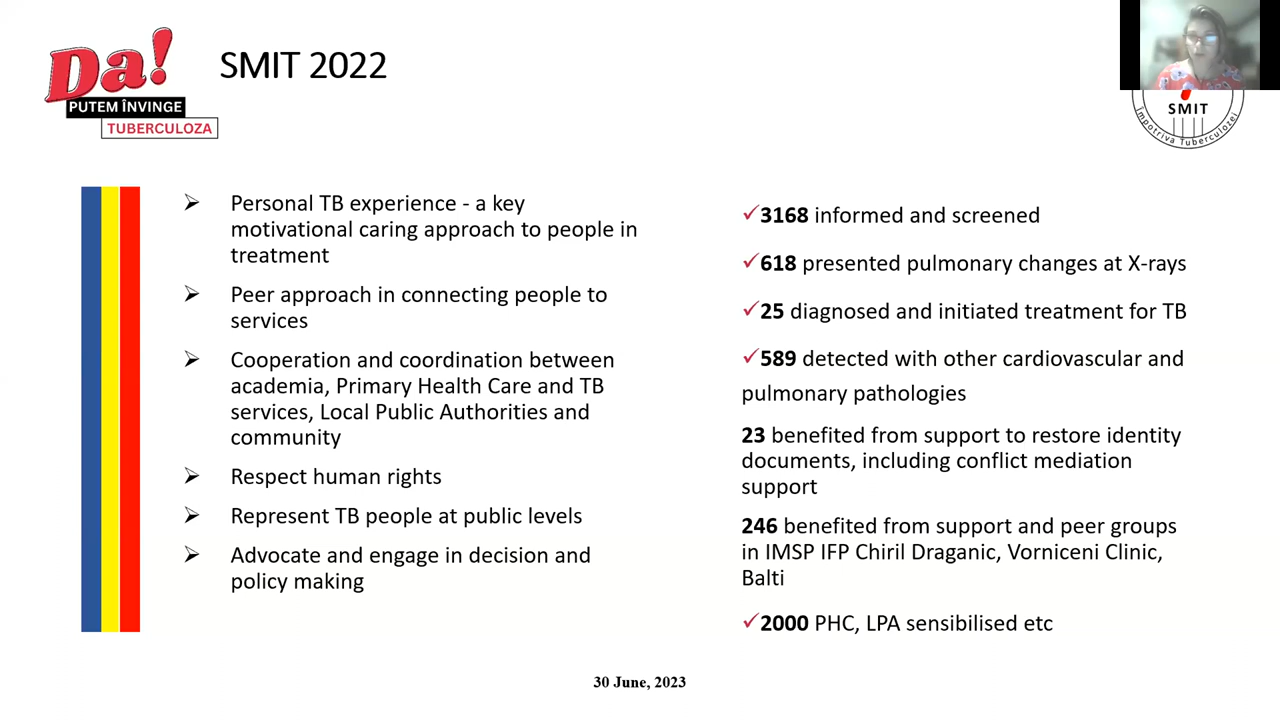 Da!
PUTEM ÎNVINGE
TUBERCULOZA
SMIT 2022
SMIT
Împotriva Tuberculozei
Personal TB experience - a key
motivational caring approach to people in
treatment
Peer approach in connecting people to
services
Cooperation and coordination between
academia, Primary Health Care and TB
services, Local Public Authorities and
community
Respect human rights
Represent TB people at public levels
Advocate and engage in decision and
policy making
3168 informed and screened
618 presented pulmonary changes at X-rays
25 diagnosed and initiated treatment for TB
589 detected with other cardiovascular and
pulmonary pathologies
23 benefited from support to restore identity
documents, including conflict mediation
support
246 benefited from support and peer groups
in IMSP IFP Chiril Draganic, Vorniceni Clinic,
Balti
2000 PHC, LPA sensibilised etc
30 June, 2023